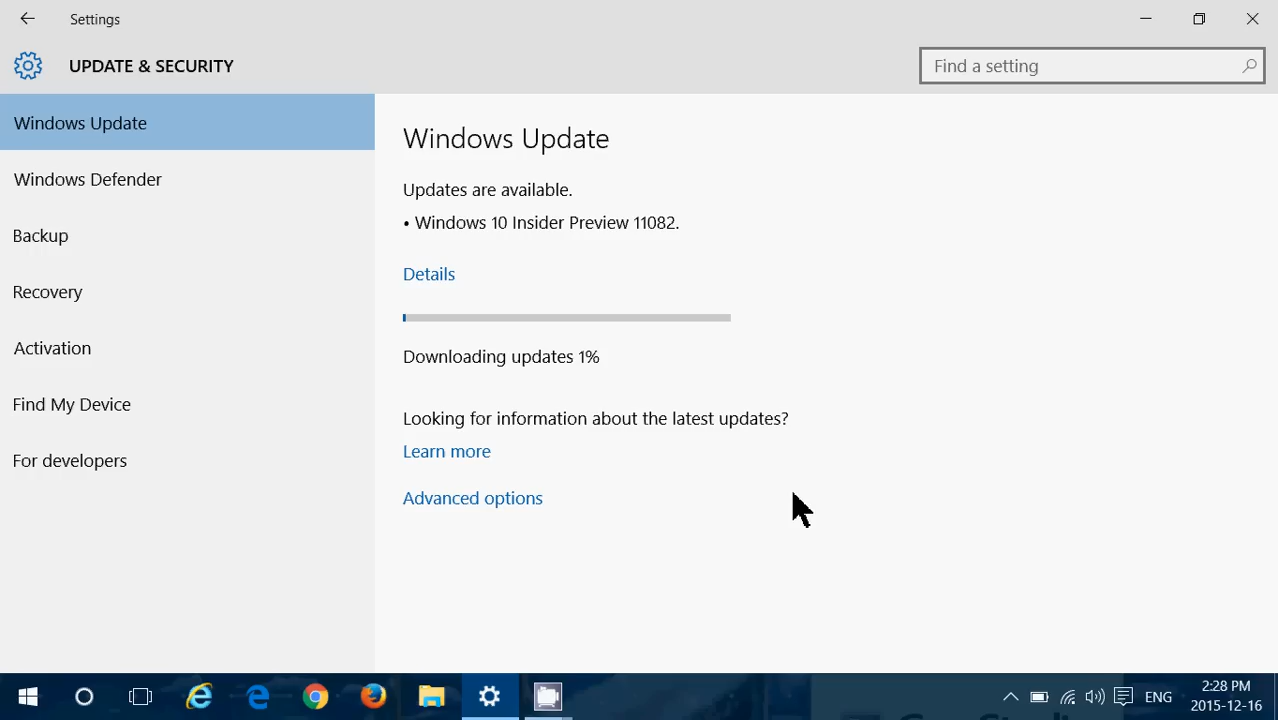 Settings
UPDATE & SECURITY
Find a setting
Windows Update
Windows Defender
Backup
Recovery
Activation
Find My Device
For developers
Windows Update
Updates are available.
• Windows 10 Insider Preview 11082.
Details
Downloading updates 1%
Looking for information about the latest updates?
Learn more
Advanced options
ENG
2:28 PM
2015-12-16